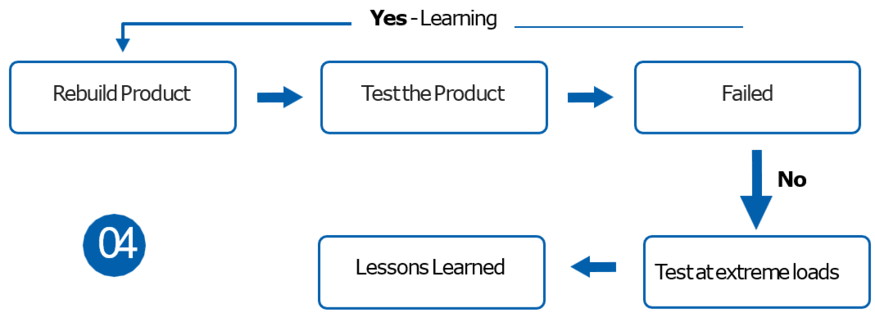 Yes - Learning
Rebuild Product
Test the Product
Failed
No
04
Lessons Learned
Test at extreme loads